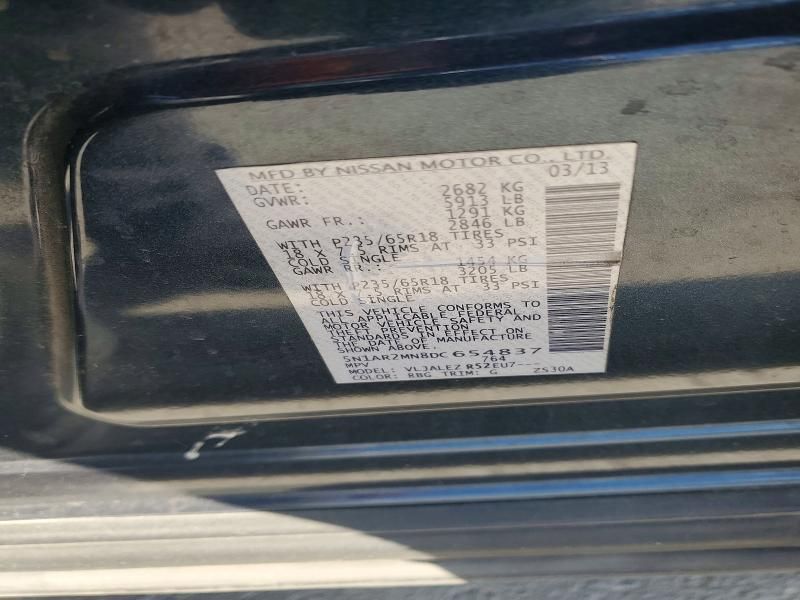 MFD BY NISSAN MOTOR CO., LTD.
DATE: 03/13
GVWR: 2682 KG
5913 LB
GAWR FR.: 1291 KG
2846 LB
WITH P235/65R18 TIRES
18 X 7.5 RIMS AT 33 PSI
COLD SINGLE
GAWR RR.: 1454 KG
3205 LB
WITH P235/65R18 TIRES
18 X 7.5 RIMS AT 33 PSI
COLD SINGLE
THIS VEHICLE CONFORMS TO
ALL APPLICABLE FEDERAL
MOTOR VEHICLE SAFETY AND
THEFT PREVENTION
STANDARDS IN EFFECT ON
THE DATE OF MANUFACTURE
SHOWN ABOVE.
5N1AR2MN8DC654837
MPV 764
MODEL: VLJALEZ R52EU7---
COLOR: RBG TRIM: G ZS30A